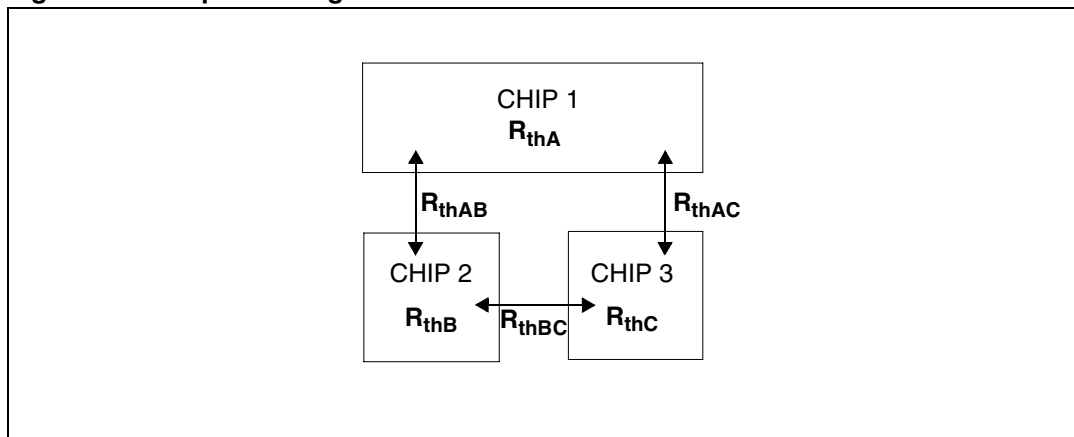 CHIP 1
RthA
RthAB
RthAC
CHIP 2
CHIP 3
RthB
RthBC
RthC